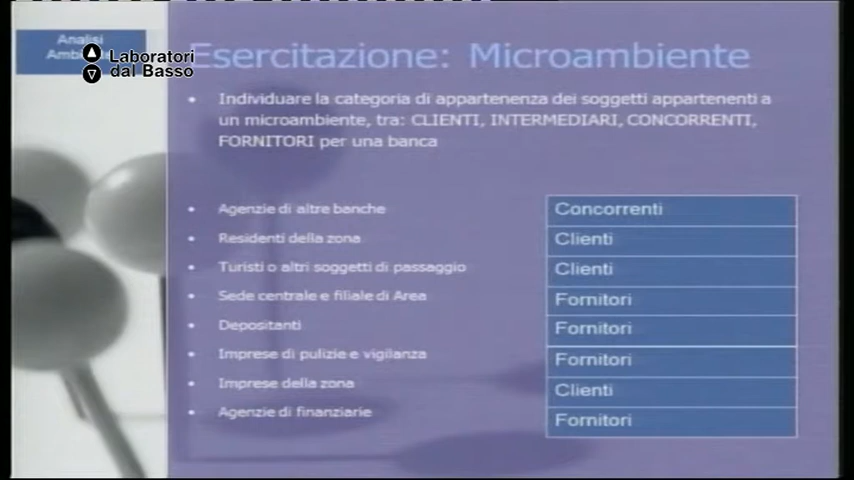 Analisi
Laboratori
dal Basso
Esercitazione: Microambiente
• Individuare la categoria di appartenenza dei soggetti appartenenti a
un microambiente, tra: CLIENTI, INTERMEDIARI, CONCORRENTI,
FORNITORI per una banca
• Agenzie di altre banche Concorrenti
• Residenti della zona Clienti
• Turisti o altri soggetti di passaggio Clienti
• Sede centrale e filiale di Area Fornitori
• Depositanti Fornitori
• Imprese di pulizie e vigilanza Fornitori
• Imprese della zona Clienti
• Agenzie di finanziarie Fornitori